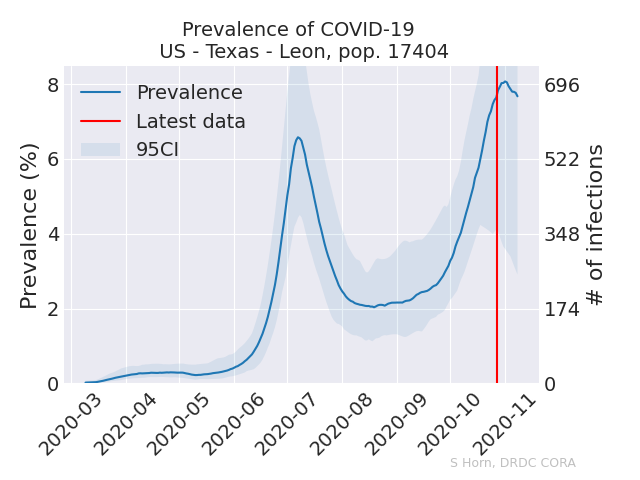 Prevalence of COVID-19
US - Texas - Leon, pop. 17404
Prevalence
Latest data
95CI
Prevalence (%)
8
6
4
2
0
696
522
348
174
0
# of infections
2020-03
2020-04
2020-05
2020-06
2020-07
2020-08
2020-09
2020-10
2020-11
S Horn, DRDC CORA